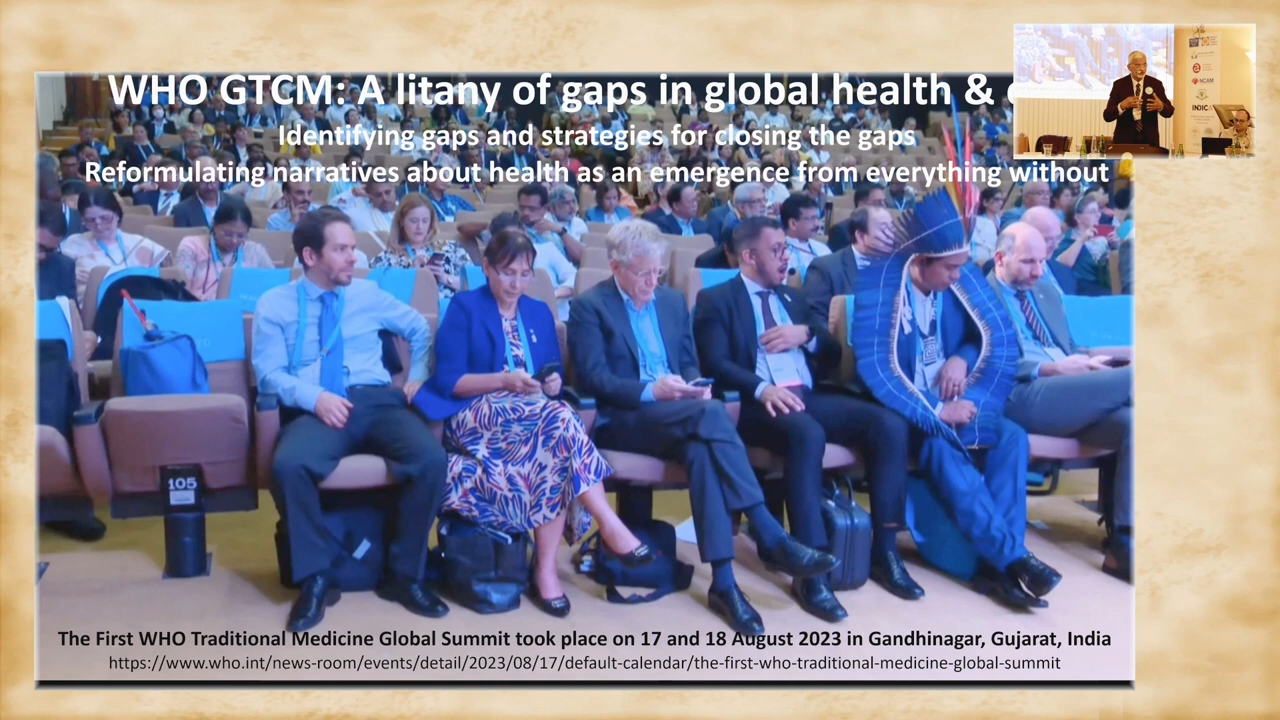 WHO GTCM: A litany of gaps in global health &
Identifying gaps and strategies for closing the gaps
Reformulating narratives about health as an emergence from everything without
105
The First WHO Traditional Medicine Global Summit took place on 17 and 18 August 2023 in Gandhinagar, Gujarat, India
https://www.who.int/news-room/events/detail/2023/08/17/default-calendar/the-first-who-traditional-medicine-global-summit
NCAM
INDICA